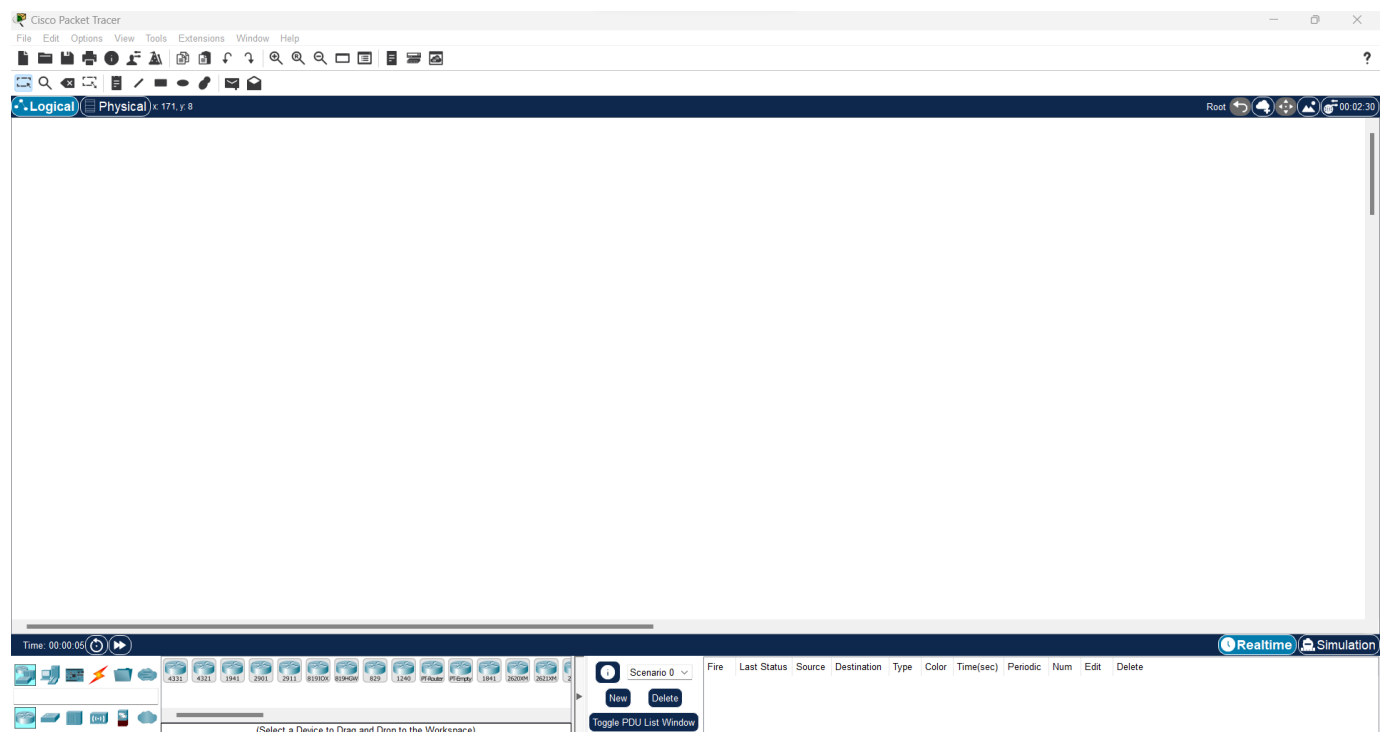 Cisco Packet Tracer
File Edit Options View Tools Extensions Window Help
?
Logical Physical x: 171, y: 8 Root 00:02:30
Time: 00:00:05 Realtime Simulation
4331 4321 1941 2901 2911 819IOX 819HGW 829 1240 PT-Router PT-Empty 1841 2620XM 2621XM 2
Scenario 0 Fire Last Status Source Destination Type Color Time(sec) Periodic Num Edit Delete
New Delete
Toggle PDU List Window
(Select a Device to Drag and Drop to the Workspace)